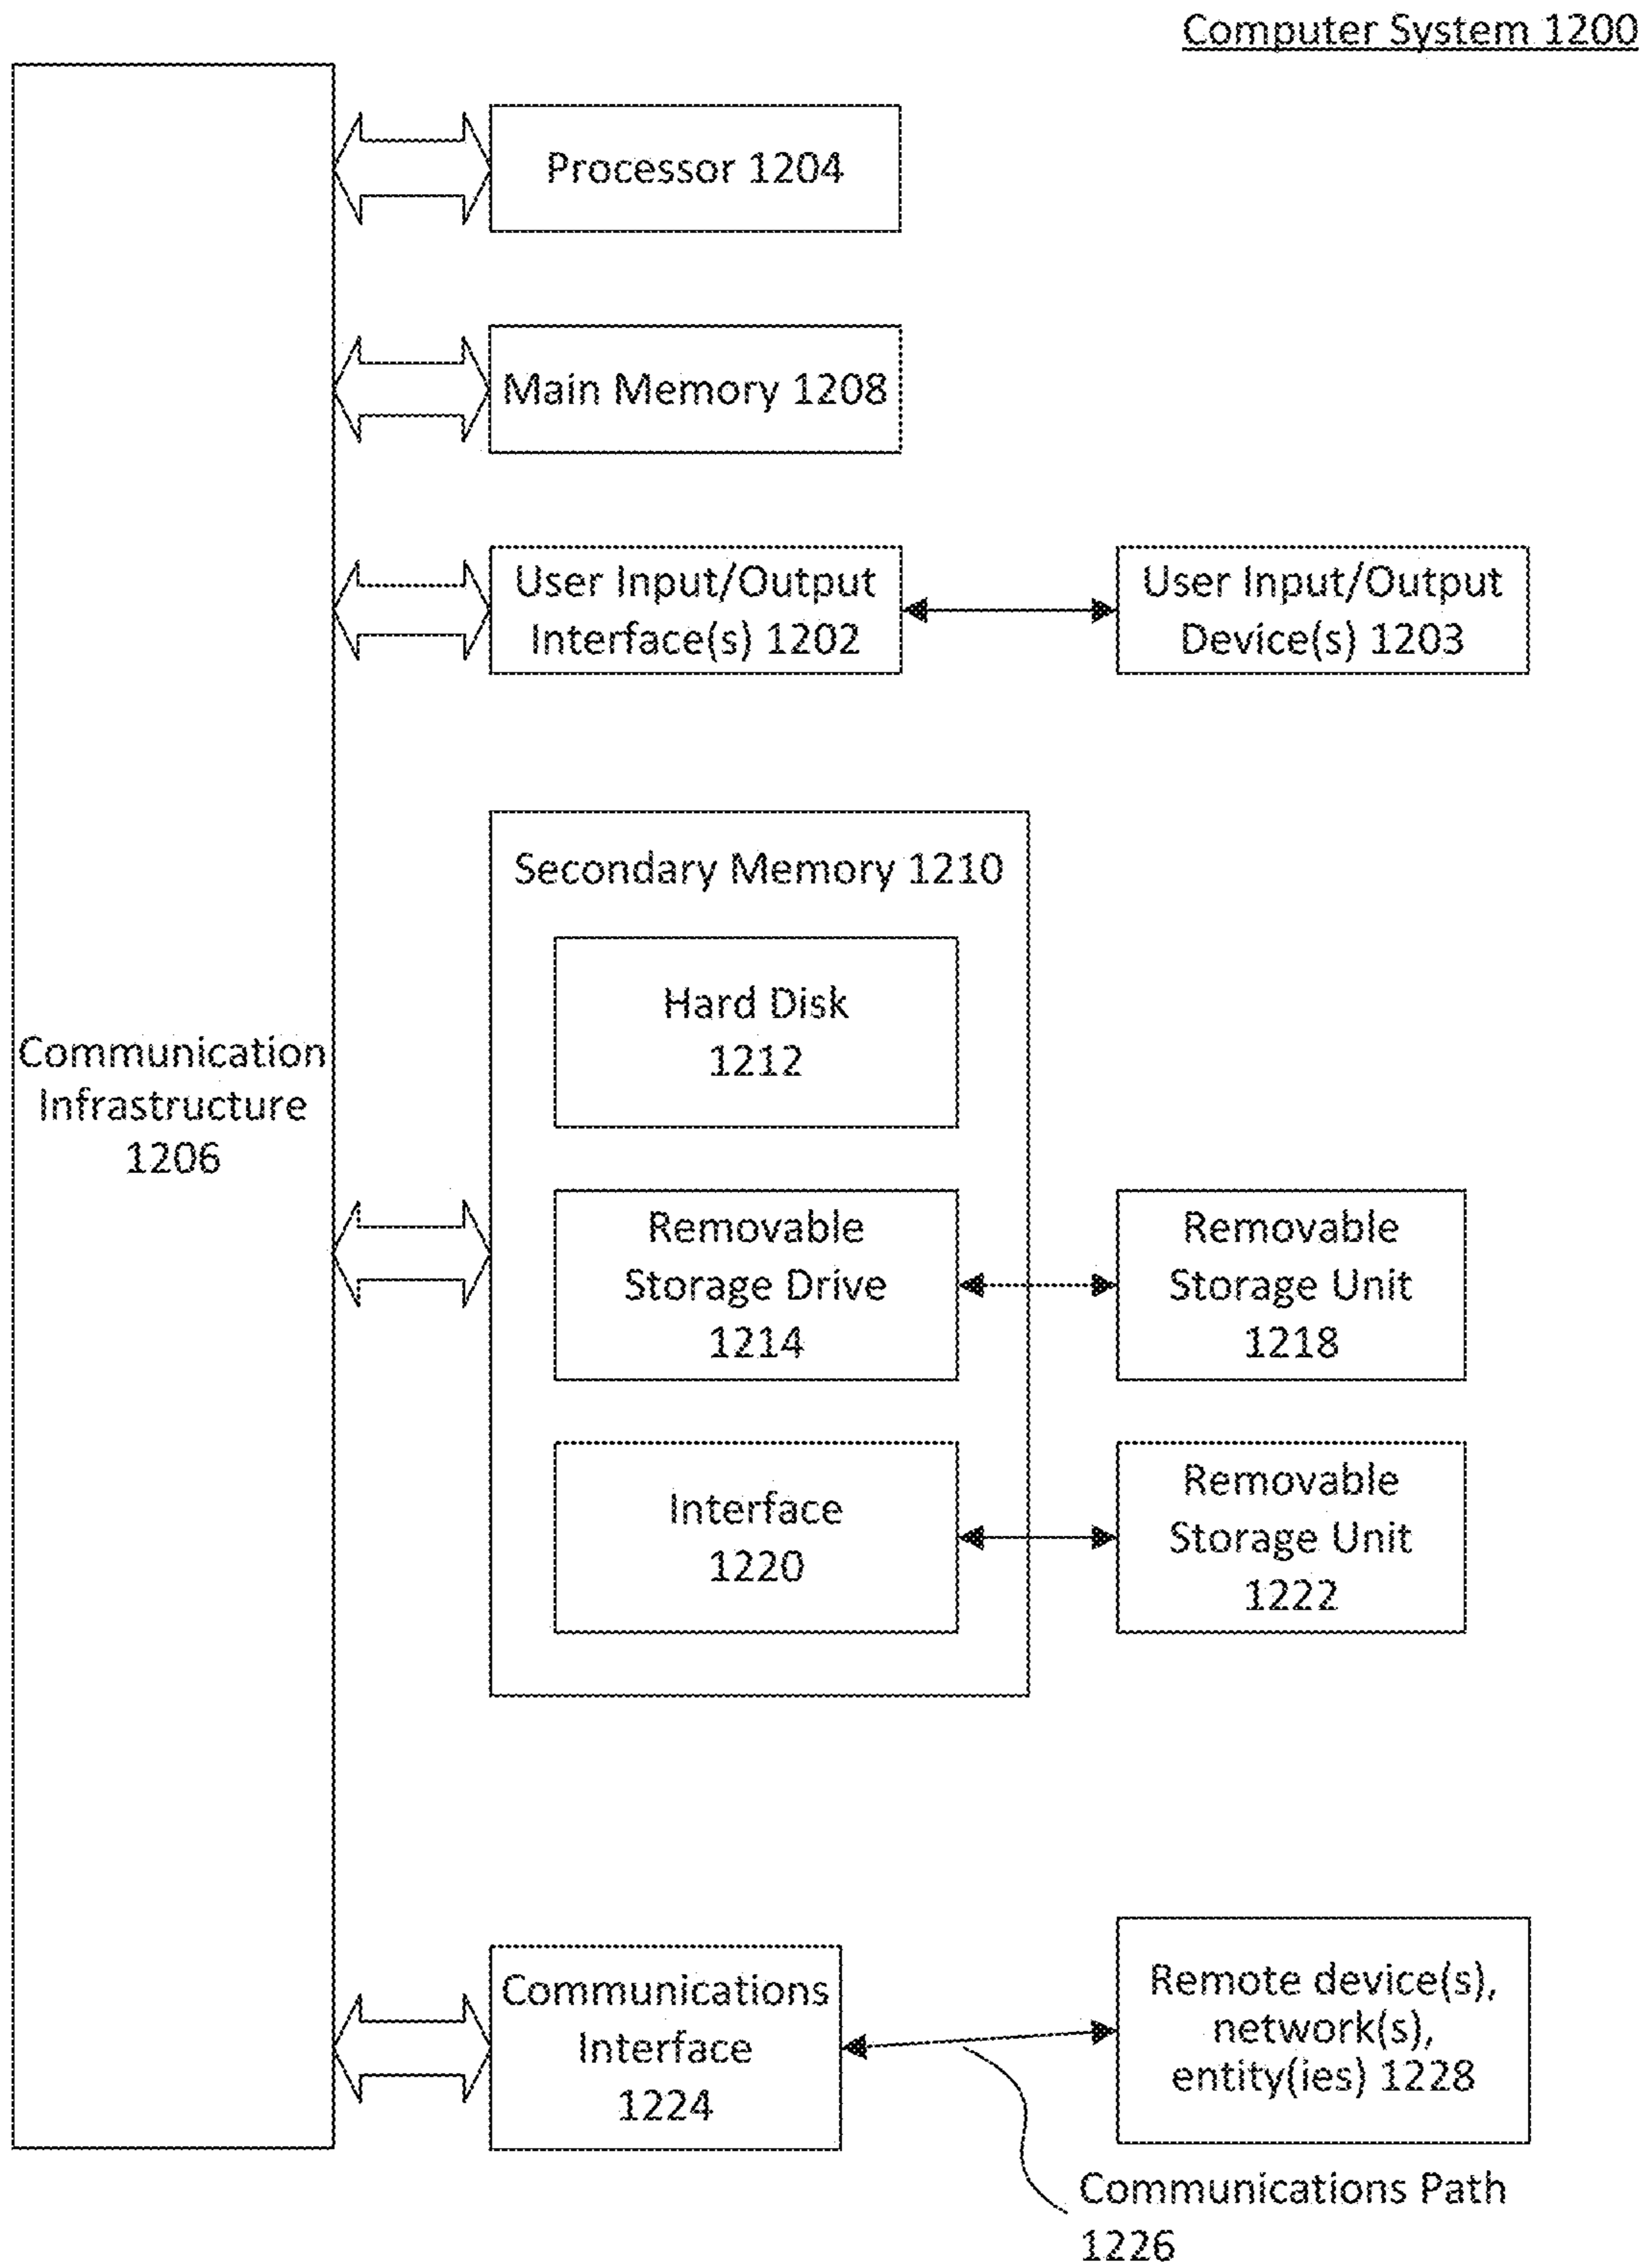 Computer System 1200
Processor 1204
Main Memory 1208
User Input/Output
Interface(s) 1202
User Input/Output
Device(s) 1203
Secondary Memory 1210
Hard Disk
1212
Communication
Infrastructure
1206
Removable
Storage Drive
1214
Removable
Storage Unit
1218
Interface
1220
Removable
Storage Unit
1222
Communications
Interface
1224
Remote device(s),
network(s),
entity(ies) 1228
Communications Path
1226